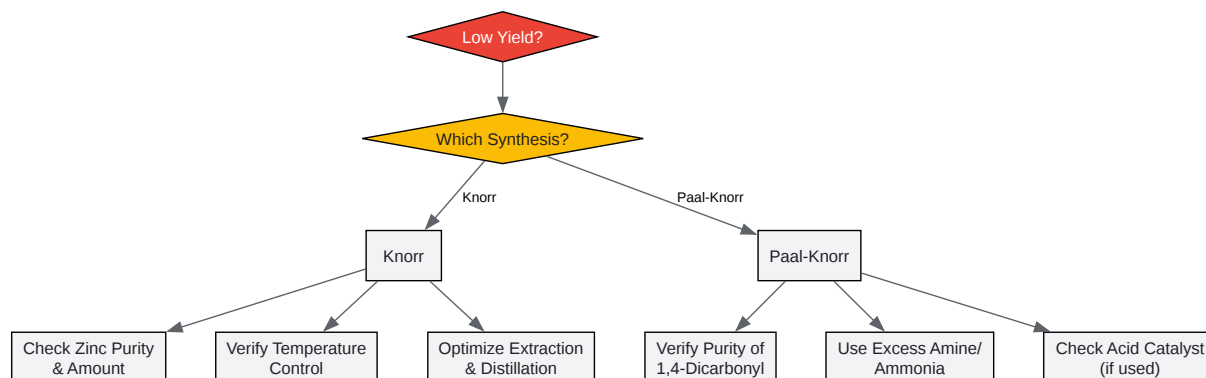 Low Yield?
Which Synthesis?
Knorr
Paal-Knorr
Knorr
Paal-Knorr
Check Zinc Purity
& Amount
Verify Temperature
Control
Optimize Extraction
& Distillation
Verify Purity of
1,4-Dicarbonyl
Use Excess Amine/
Ammonia
Check Acid Catalyst
(if used)